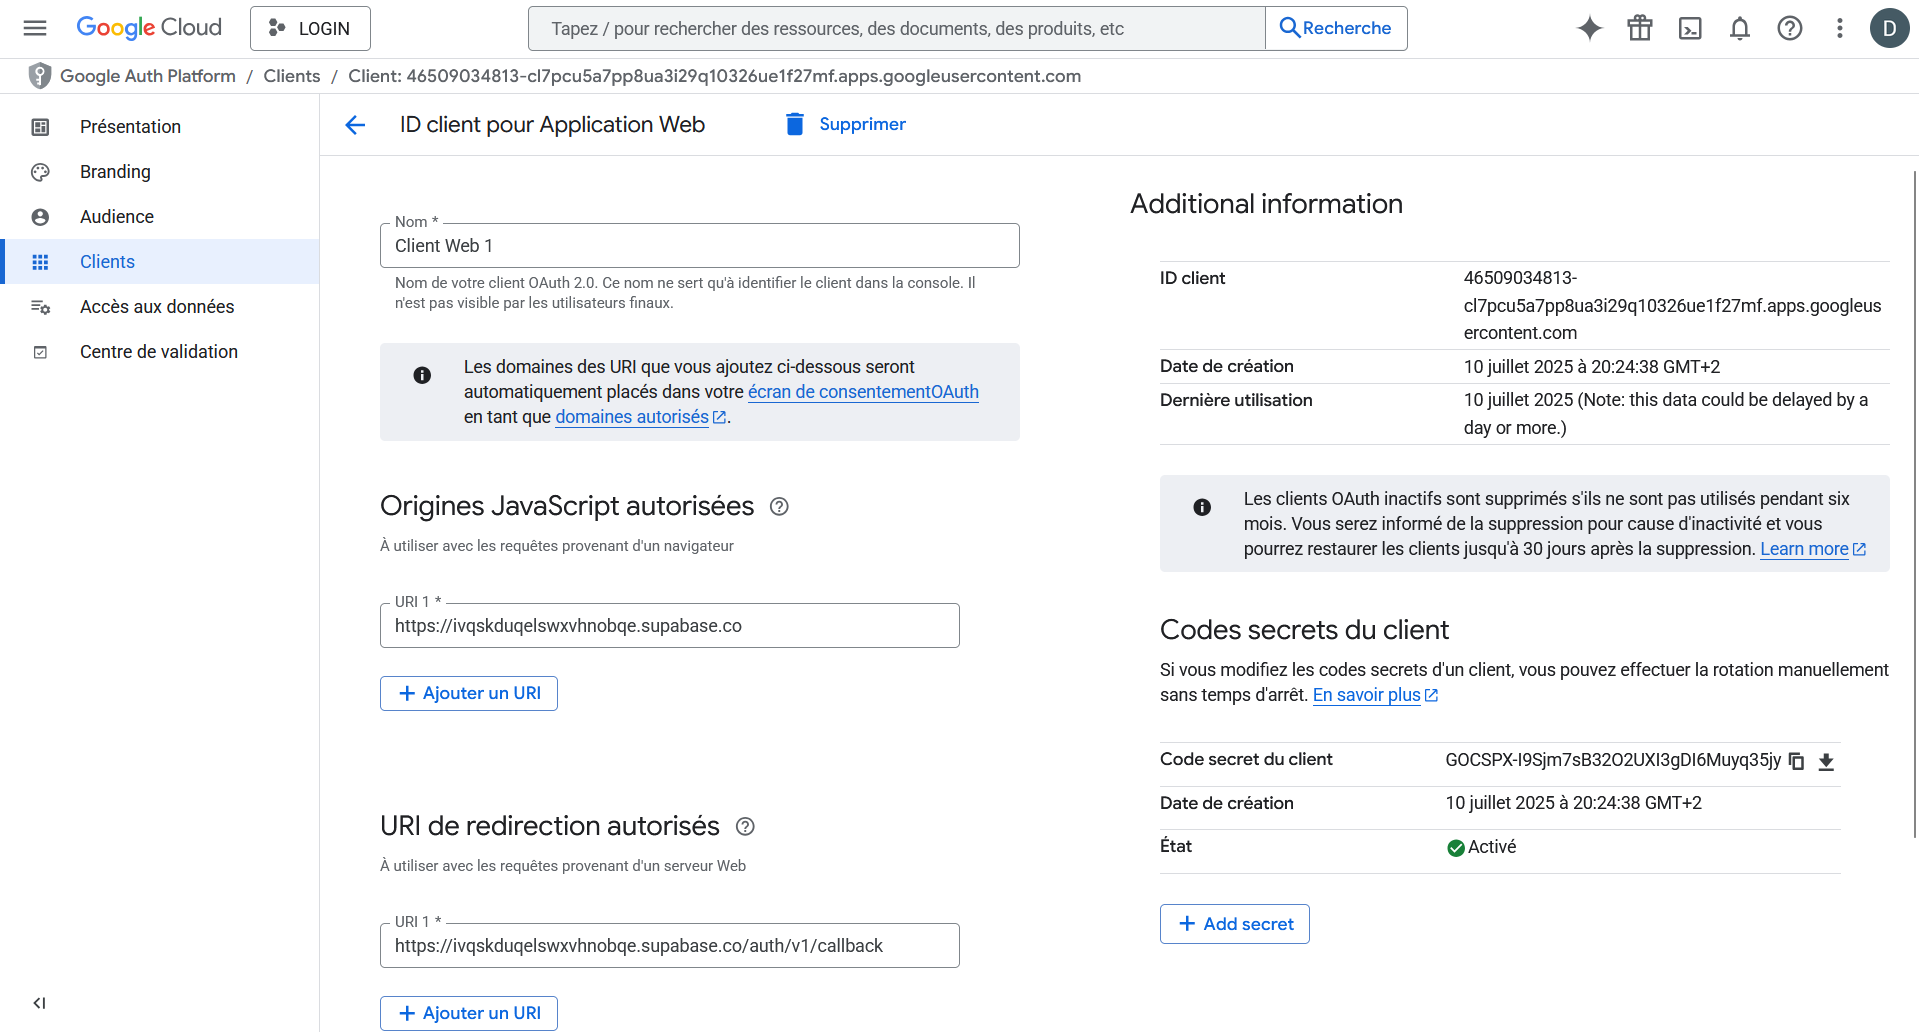 Google Cloud
LOGIN
Tapez / pour rechercher des ressources, des documents, des produits, etc
Recherche
D
Google Auth Platform / Clients / Client: 46509034813-cl7pcu5a7pp8ua3i29q10326ue1f27mf.apps.googleusercontent.com
Présentation
Branding
Audience
Clients
Accès aux données
Centre de validation
ID client pour Application Web
Supprimer
Nom *
Client Web 1
Nom de votre client OAuth 2.0. Ce nom ne sert qu'à identifier le client dans la console. Il
n'est pas visible par les utilisateurs finaux.
Les domaines des URI que vous ajoutez ci-dessous seront
automatiquement placés dans votre écran de consentementOAuth
en tant que domaines autorisés.
Origines JavaScript autorisées
À utiliser avec les requêtes provenant d'un navigateur
URI 1 *
https://ivqskduqelswxvhnobqe.supabase.co
Ajouter un URI
URI de redirection autorisés
À utiliser avec les requêtes provenant d'un serveur Web
URI 1 *
https://ivqskduqelswxvhnobqe.supabase.co/auth/v1/callback
Ajouter un URI
Additional information
ID client
46509034813-
cl7pcu5a7pp8ua3i29q10326ue1f27mf.apps.googleus
ercontent.com
Date de création
10 juillet 2025 à 20:24:38 GMT+2
Dernière utilisation
10 juillet 2025 (Note: this data could be delayed by a
day or more.)
Les clients OAuth inactifs sont supprimés s'ils ne sont pas utilisés pendant six
mois. Vous serez informé de la suppression pour cause d'inactivité et vous
pourrez restaurer les clients jusqu'à 30 jours après la suppression. Learn more
Codes secrets du client
Si vous modifiez les codes secrets d'un client, vous pouvez effectuer la rotation manuellement
sans temps d'arrêt. En savoir plus
Code secret du client
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
Date de création
10 juillet 2025 à 20:24:38 GMT+2
État
Activé
Add secret